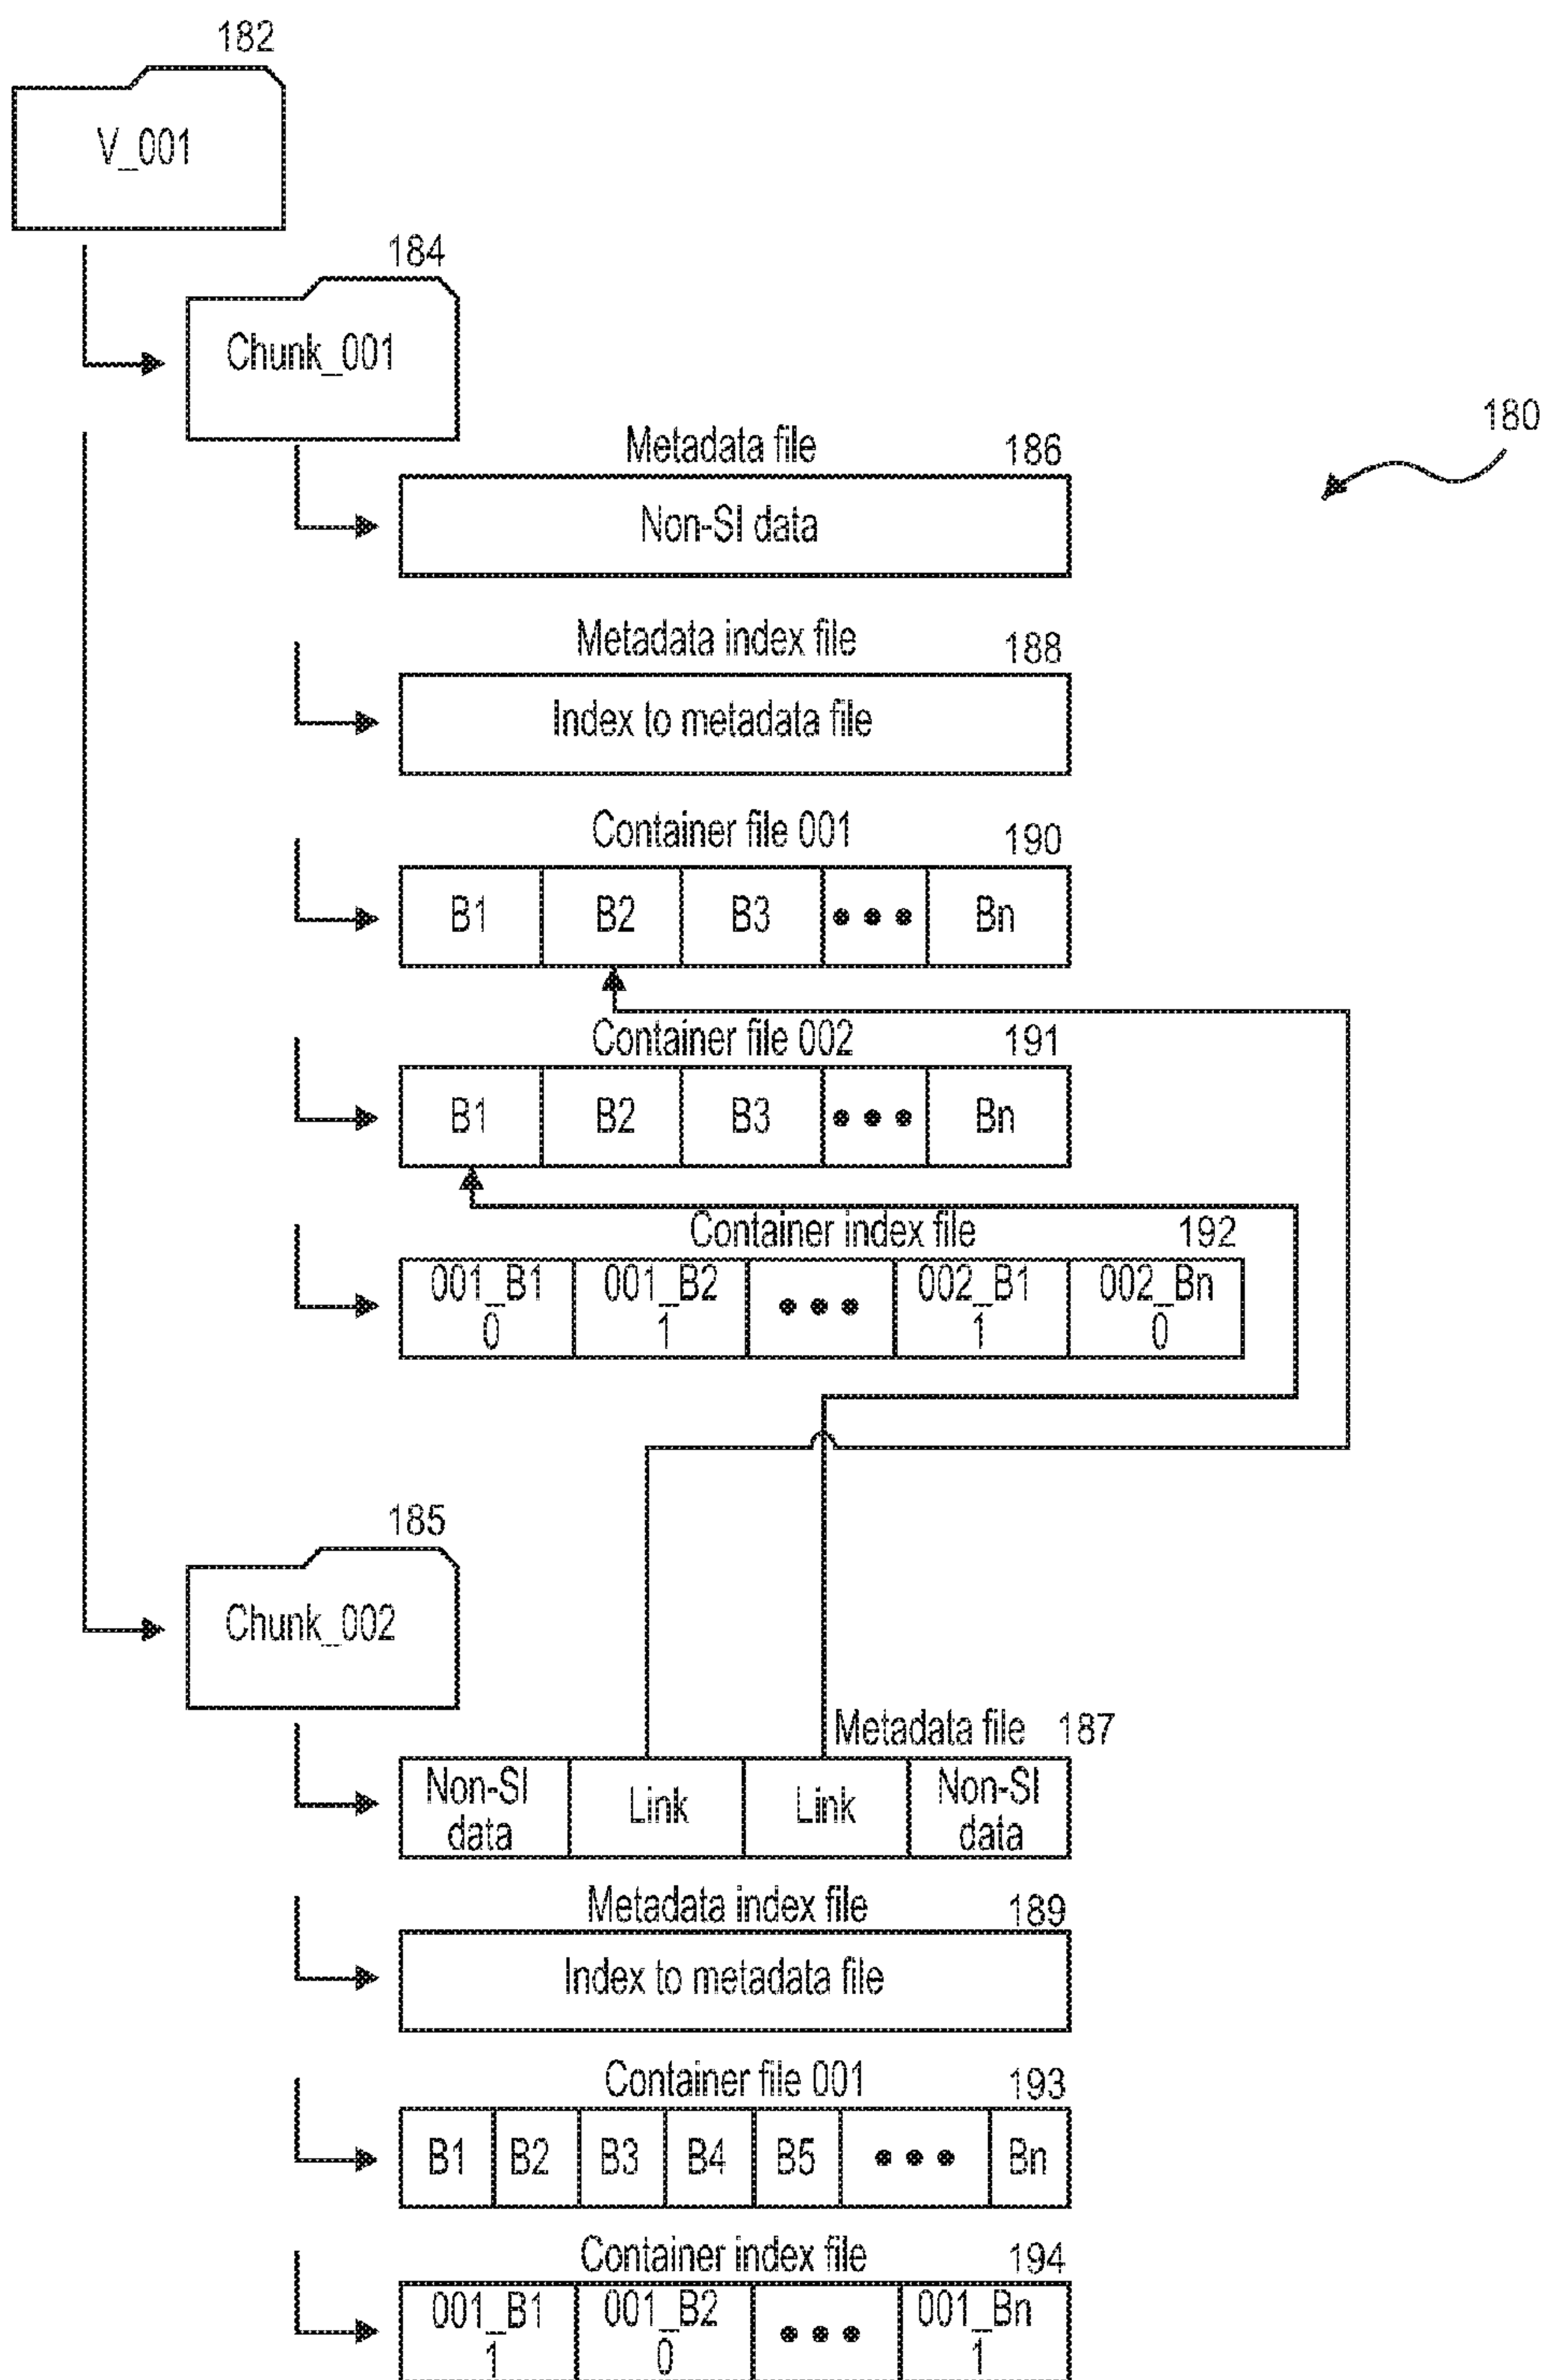 182
V_001
184
Chunk_001
180
Metadata file 186
Non-SI data
Metadata index file 188
Index to metadata file
Container file 001 190
B1 B2 B3 ••• Bn
Container file 002 191
B1 B2 B3 ••• Bn
Container index file 192
001_B1 001_B2 ••• 002_B1 002_Bn
0 1 1 0
185
Chunk_002
Metadata file 187
Non-SI Link Link Non-SI
data data
Metadata index file 189
Index to metadata file
Container file 001 193
B1 B2 B3 B4 B5 ••• Bn
Container index file 194
001_B1 001_B2 ••• 001_Bn
1 0 1